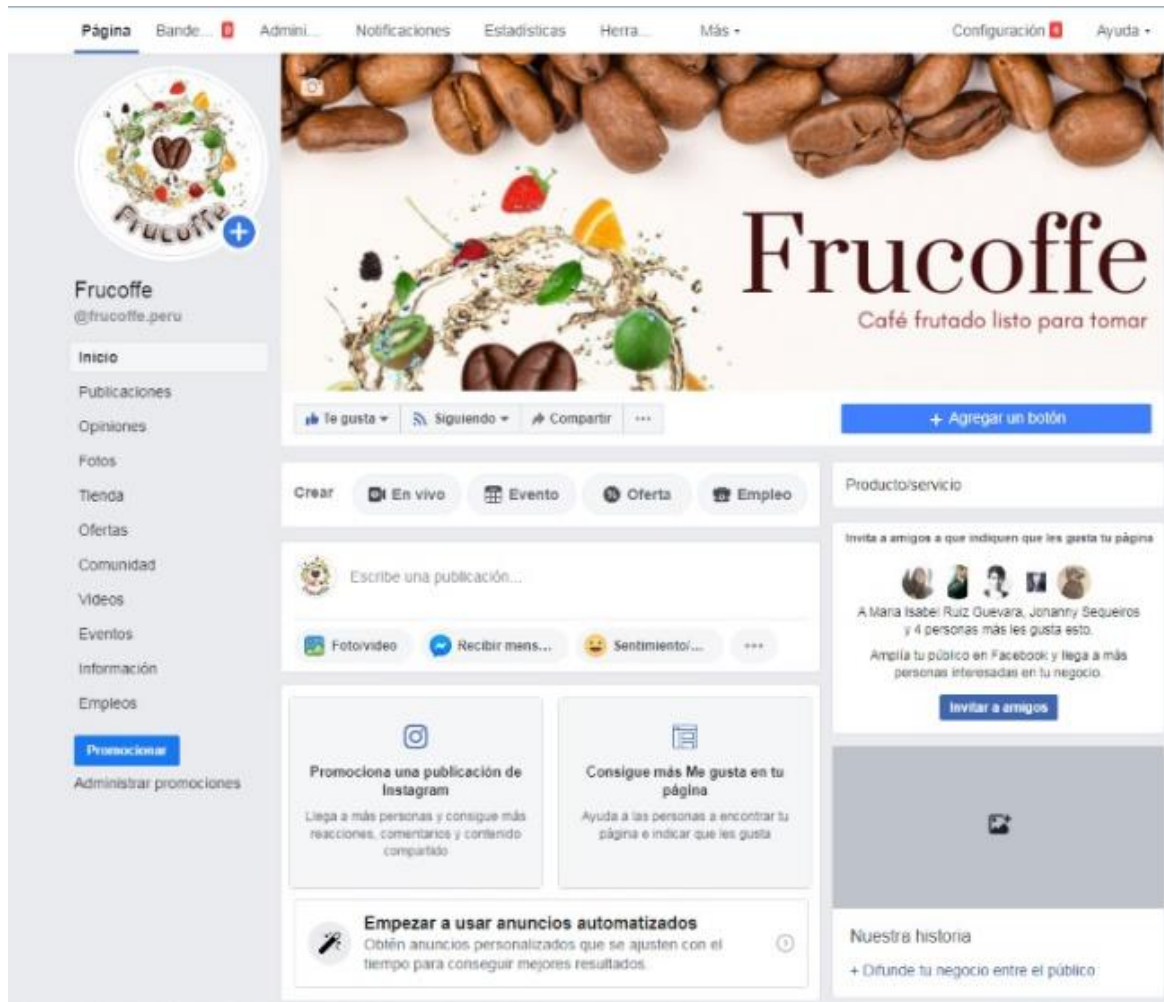 Página Bande... Admini... Notificaciones Estadísticas Herra... Más Configuración Ayuda
Frucoffe
Frucoffe
@frucoffe.peru
Inicio
Publicaciones
Opiniones
Fotos
Tienda
Ofertas
Comunidad
Videos
Eventos
Información
Empleos
Promocionar
Administrar promociones
Frucoffe
Café frutado listo para tomar
Te gusta Siguiendo Compartir ...
+ Agregar un botón
Crear En vivo Evento Oferta Empleo
Escribe una publicación...
Foto/video Recibir mens... Sentimiento/... ...
Promociona una publicación de
Instagram
Llega a más personas y consigue más
reacciones, comentarios y contenido
compartido
Consigue más Me gusta en tu
página
Ayuda a las personas a encontrar tu
página e indicar que les gusta
Empezar a usar anuncios automatizados
Obtén anuncios personalizados que se ajusten con el
tiempo para conseguir mejores resultados.
Producto/servicio
Invita a amigos a que indiquen que les gusta tu página
A Maria Isabel Ruiz Guevara, Jonanny Sequeiros
y 4 personas más les gusta esto.
Amplía tu público en Facebook y llega a más
personas interesadas en tu negocio.
Invitar a amigos
Nuestra historia
+ Difunde tu negocio entre el público